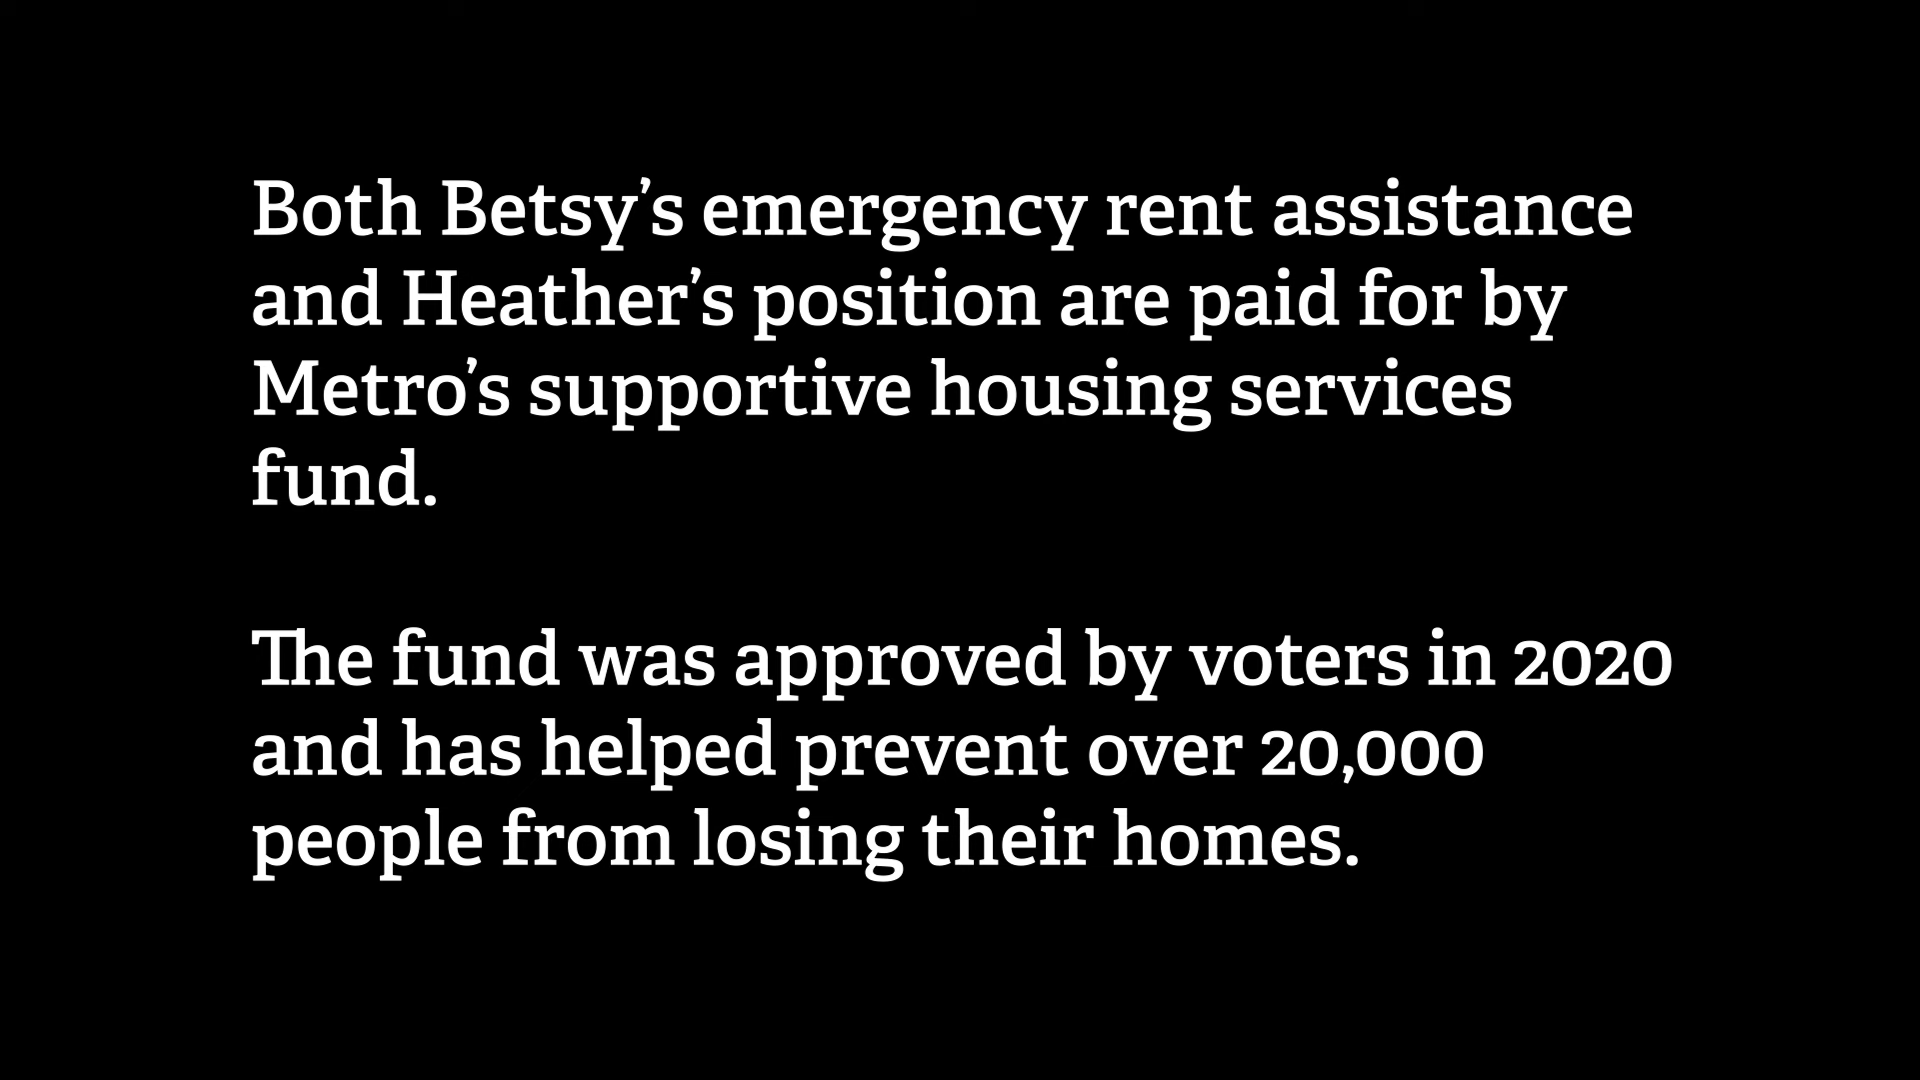 Both Betsy’s emergency rent assistance
and Heather’s position are paid for by
Metro’s supportive housing services
fund.
The fund was approved by voters in 2020
and has helped prevent over 20,000
people from losing their homes.